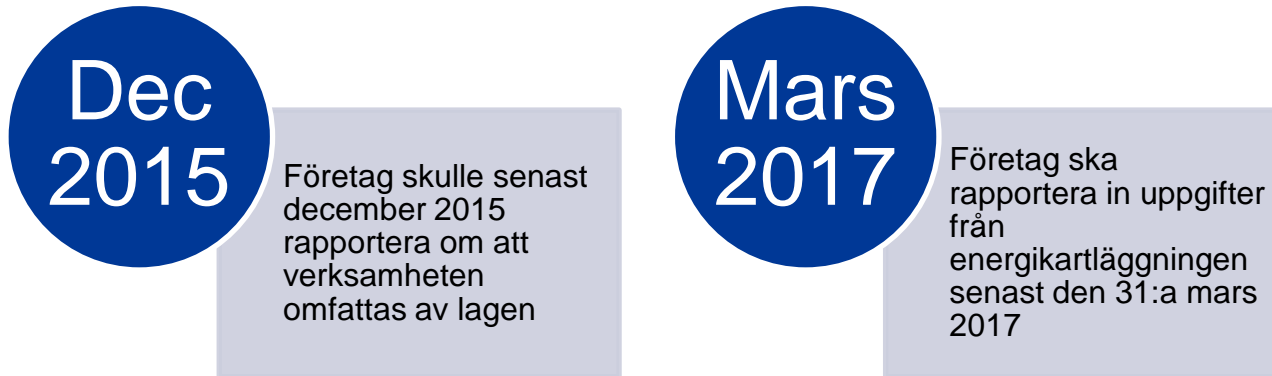 Dec
2015
Företag skulle senast
december 2015
rapportera om att
verksamheten
omfattas av lagen
Mars
2017
Företag ska
rapportera in uppgifter
från
energikartläggningen
senast den 31:a mars
2017